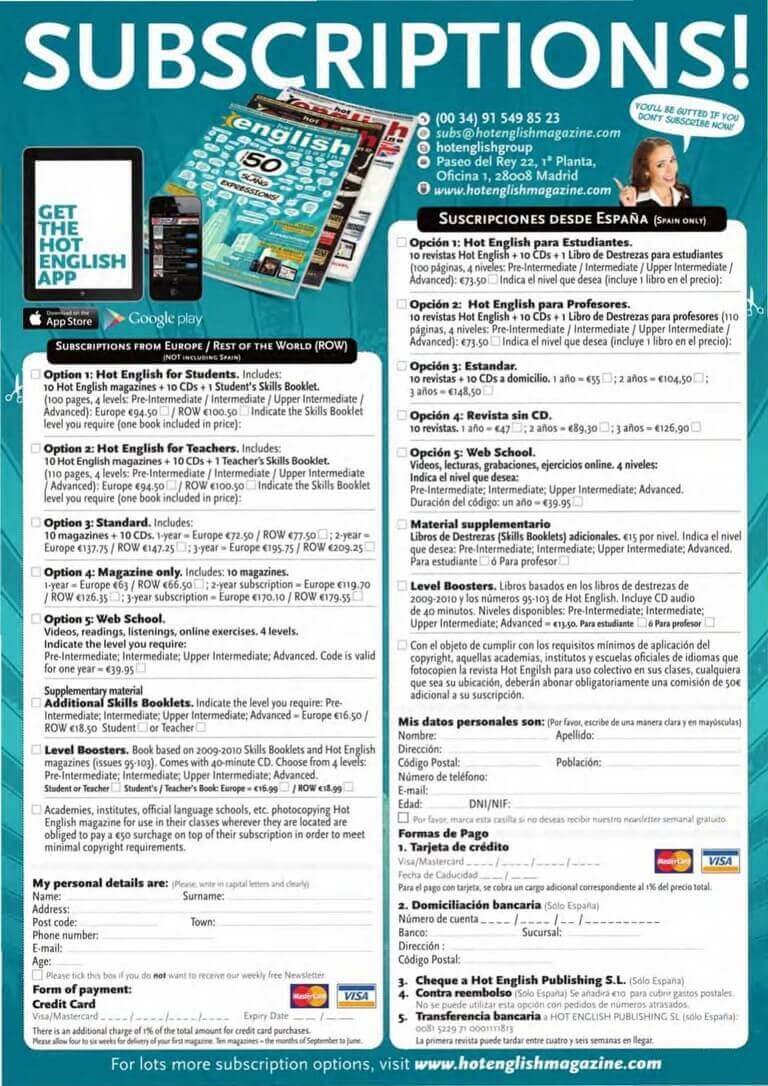 SUBSCRIPTIONS!
(00 34) 91 549 85 23
subs@hotenglishmagazine.com
hotenglishgroup
Paseo del Rey 22, 1ª Planta,
Oficina 1, 28008 Madrid
www.hotenglishmagazine.com
YOU'LL BE GUTTED IF YOU
DON'T SUBSCRIBE NOW!
hot
english
magazine
50
SLANG
EXPRESSIONS!
GET
THE
HOT
ENGLISH
APP
Download on the
App Store
Google play
SUBSCRIPTIONS FROM EUROPE / REST OF THE WORLD (ROW)
(NOT INCLUDING SPAIN)
Option 1: Hot English for Students. Includes:
10 Hot English magazines + 10 CDs + 1 Student's Skills Booklet.
(100 pages, 4 levels: Pre-Intermediate / Intermediate / Upper Intermediate /
Advanced): Europe €94.50 / ROW €100.50 Indicate the Skills Booklet
level you require (one book included in price):
Option 2: Hot English for Teachers. Includes:
10 Hot English magazines + 10 CDs + 1 Teacher's Skills Booklet.
(110 pages, 4 levels: Pre-Intermediate / Intermediate / Upper Intermediate
/ Advanced): Europe €94.50 / ROW €100.50 Indicate the Skills Booklet
level you require (one book included in price):
Option 3: Standard. Includes:
10 magazines + 10 CDs. 1-year = Europe €72.50 / ROW €77.50 ; 2-year =
Europe €137.75 / ROW €147.25 ; 3-year = Europe €195.75 / ROW €209.25
Option 4: Magazine only. Includes: 10 magazines.
1-year = Europe €63 / ROW €66.50 ; 2-year subscription = Europe €119.70
/ ROW €126.35 ; 3-year subscription = Europe €170.10 / ROW €179.55
Option 5: Web School.
Videos, readings, listenings, online exercises. 4 levels.
Indicate the level you require:
Pre-Intermediate; Intermediate; Upper Intermediate; Advanced. Code is valid
for one year = €39.95
Supplementary material
Additional Skills Booklets. Indicate the level you require: Pre-
Intermediate; Intermediate; Upper Intermediate; Advanced = Europe €16.50 /
ROW €18.50 Student or Teacher
Level Boosters. Book based on 2009-2010 Skills Booklets and Hot English
magazines (issues 95-103). Comes with 40-minute CD. Choose from 4 levels:
Pre-Intermediate; Intermediate; Upper Intermediate; Advanced.
Student or Teacher Student's / Teacher's Book: Europe = €16.99 / ROW €18.99
Academies, institutes, official language schools, etc. photocopying Hot
English magazine for use in their classes wherever they are located are
obliged to pay a €50 surchage on top of their subscription in order to meet
minimal copyright requirements.
My personal details are: (Please, write in capital letters and clearly)
Name: Surname:
Address:
Post code: Town:
Phone number:
E-mail:
Age:
Please tick this box if you do not want to receive our weekly free Newsletter.
Form of payment:
Credit Card
MasterCard VISA
Visa/Mastercard _ _ _ _ / _ _ _ _ / _ _ _ _ / _ _ _ _ Expiry Date _ _ / _ _
There is an additional charge of 1% of the total amount for credit card purchases.
Please allow four to six weeks for delivery of your first magazine. Ten magazines = the months of September to June.
SUSCRIPCIONES DESDE ESPAÑA (SPAIN ONLY)
Opción 1: Hot English para Estudiantes.
10 revistas Hot English + 10 CDs + 1 Libro de Destrezas para estudiantes
(100 páginas, 4 niveles: Pre-Intermediate / Intermediate / Upper Intermediate /
Advanced): €73.50 Indica el nivel que desea (incluye 1 libro en el precio):
Opción 2: Hot English para Profesores.
10 revistas Hot English + 10 CDs + 1 Libro de Destrezas para profesores (110
páginas, 4 niveles: Pre-Intermediate / Intermediate / Upper Intermediate /
Advanced): €73.50 Indica el nivel que desea (incluye 1 libro en el precio):
Opción 3: Estandar.
10 revistas + 10 CDs a domicilio. 1 año = €55 ; 2 años = €104,50 ;
3 años = €148,50
Opción 4: Revista sin CD.
10 revistas. 1 año = €47 ; 2 años = €89,30 ; 3 años = €126,90
Opción 5: Web School.
Videos, lecturas, grabaciones, ejercicios online. 4 niveles:
Indica el nivel que desea:
Pre-Intermediate; Intermediate; Upper Intermediate; Advanced.
Duración del código: un año = €39.95
Material supplementario
Libros de Destrezas (Skills Booklets) adicionales. €15 por nivel. Indica el nivel
que desea: Pre-Intermediate; Intermediate; Upper Intermediate; Advanced.
Para estudiante ó Para profesor
Level Boosters. Libros basados en los libros de destrezas de
2009-2010 y los números 95-103 de Hot English. Incluye CD audio
de 40 minutos. Niveles disponibles: Pre-Intermediate; Intermediate;
Upper Intermediate; Advanced = €13.50. Para estudiante ó Para profesor
Con el objeto de cumplir con los requisitos mínimos de aplicación del
copyright, aquellas academias, institutos y escuelas oficiales de idiomas que
fotocopien la revista Hot Engilsh para uso colectivo en sus clases, cualquiera
que sea su ubicación, deberán abonar obligatoriamente una comisión de 50€
adicional a su suscripción.
Mis datos personales son: (Por favor, escribe de una manera clara y en mayúsculas)
Nombre: Apellido:
Dirección:
Código Postal: Población:
Número de teléfono:
E-mail:
Edad: DNI/NIF:
Por favor, marca esta casilla si no deseas recibir nuestro newsletter semanal gratuito.
Formas de Pago
1. Tarjeta de crédito
Visa/Mastercard _ _ _ _ / _ _ _ _ / _ _ _ _ / _ _ _ _
MasterCard VISA
Fecha de Caducidad _ _ / _ _
Para el pago con tarjeta, se cobra un cargo adicional correspondiente al 1% del precio total.
2. Domiciliación bancaria (Sólo España)
Número de cuenta _ _ _ _ / _ _ _ _ / _ _ / _ _ _ _ _ _ _ _ _ _
Banco: Sucursal:
Dirección :
Código Postal:
3. Cheque a Hot English Publishing S.L. (Sólo España)
4. Contra reembolso (Solo España) Se añadirá €10 para cubrir gastos postales.
No se puede utilizar esta opción con pedidos de números atrasados.
5. Transferencia bancaria a HOT ENGLISH PUBLISHING SL (sólo España):
0081 5229 71 0001111813
La primera revista puede tardar entre cuatro y seis semanas en llegar.
For lots more subscription options, visit www.hotenglishmagazine.com